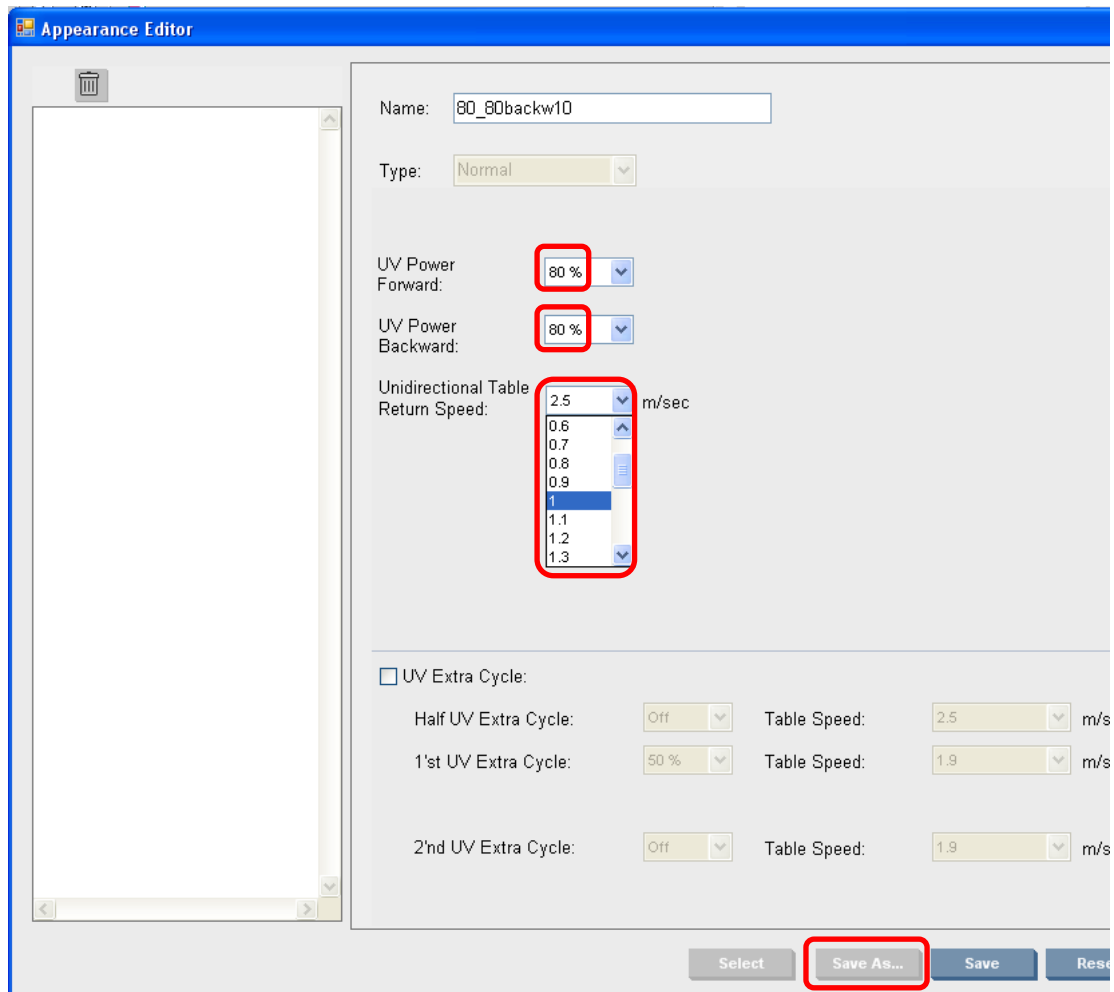 Appearance Editor
Name: 80_80backw10
Type: Normal
UV Power
Forward: 80 %
UV Power
Backward: 80 %
Unidirectional Table
Return Speed: 2.5 m/sec
0.6
0.7
0.8
0.9
1
1.1
1.2
1.3
UV Extra Cycle:
Half UV Extra Cycle: Off Table Speed: 2.5 m/s
1'st UV Extra Cycle: 50 % Table Speed: 1.9 m/s
2'nd UV Extra Cycle: Off Table Speed: 1.9 m/s
Select Save As... Save Rese